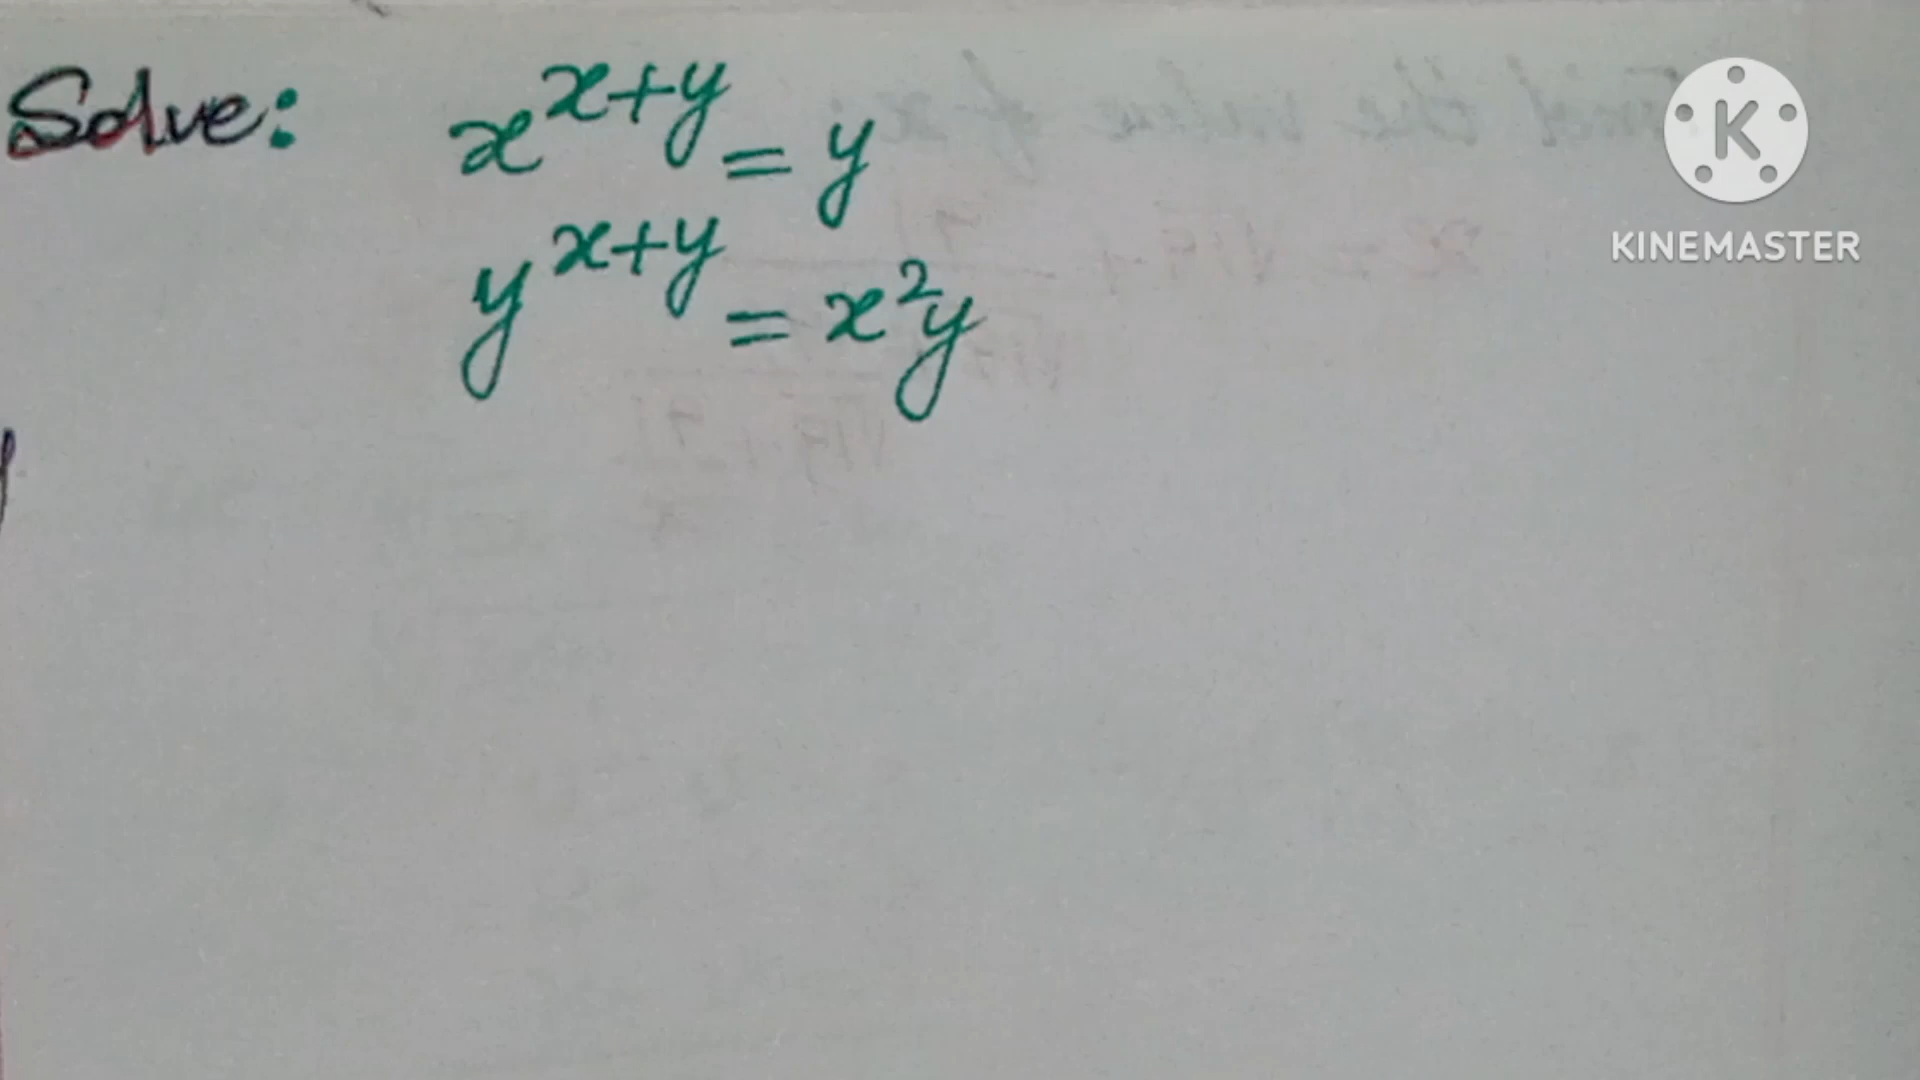 Solve: x^{x+y} = y
y^{x+y} = x²y
K
KINEMASTER